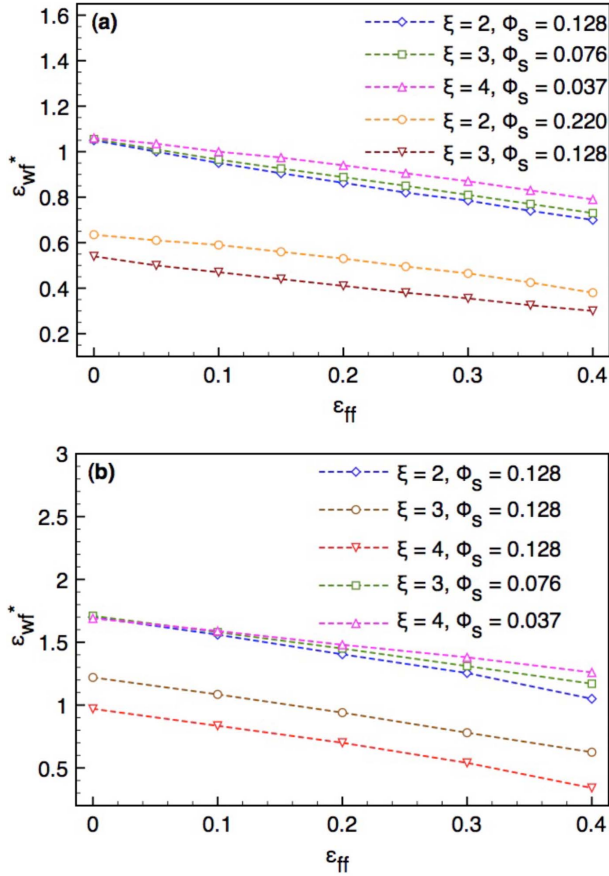 (a)
1.6
1.4
1.2
1
0.8
0.6
0.4
0.2
ε_wf*
ξ = 2, Φ_S = 0.128
ξ = 3, Φ_S = 0.076
ξ = 4, Φ_S = 0.037
ξ = 2, Φ_S = 0.220
ξ = 3, Φ_S = 0.128
0 0.1 0.2 0.3 0.4
ε_ff
(b)
3
2.5
2
1.5
1
0.5
ε_wf*
ξ = 2, Φ_S = 0.128
ξ = 3, Φ_S = 0.128
ξ = 4, Φ_S = 0.128
ξ = 3, Φ_S = 0.076
ξ = 4, Φ_S = 0.037
0 0.1 0.2 0.3 0.4
ε_ff